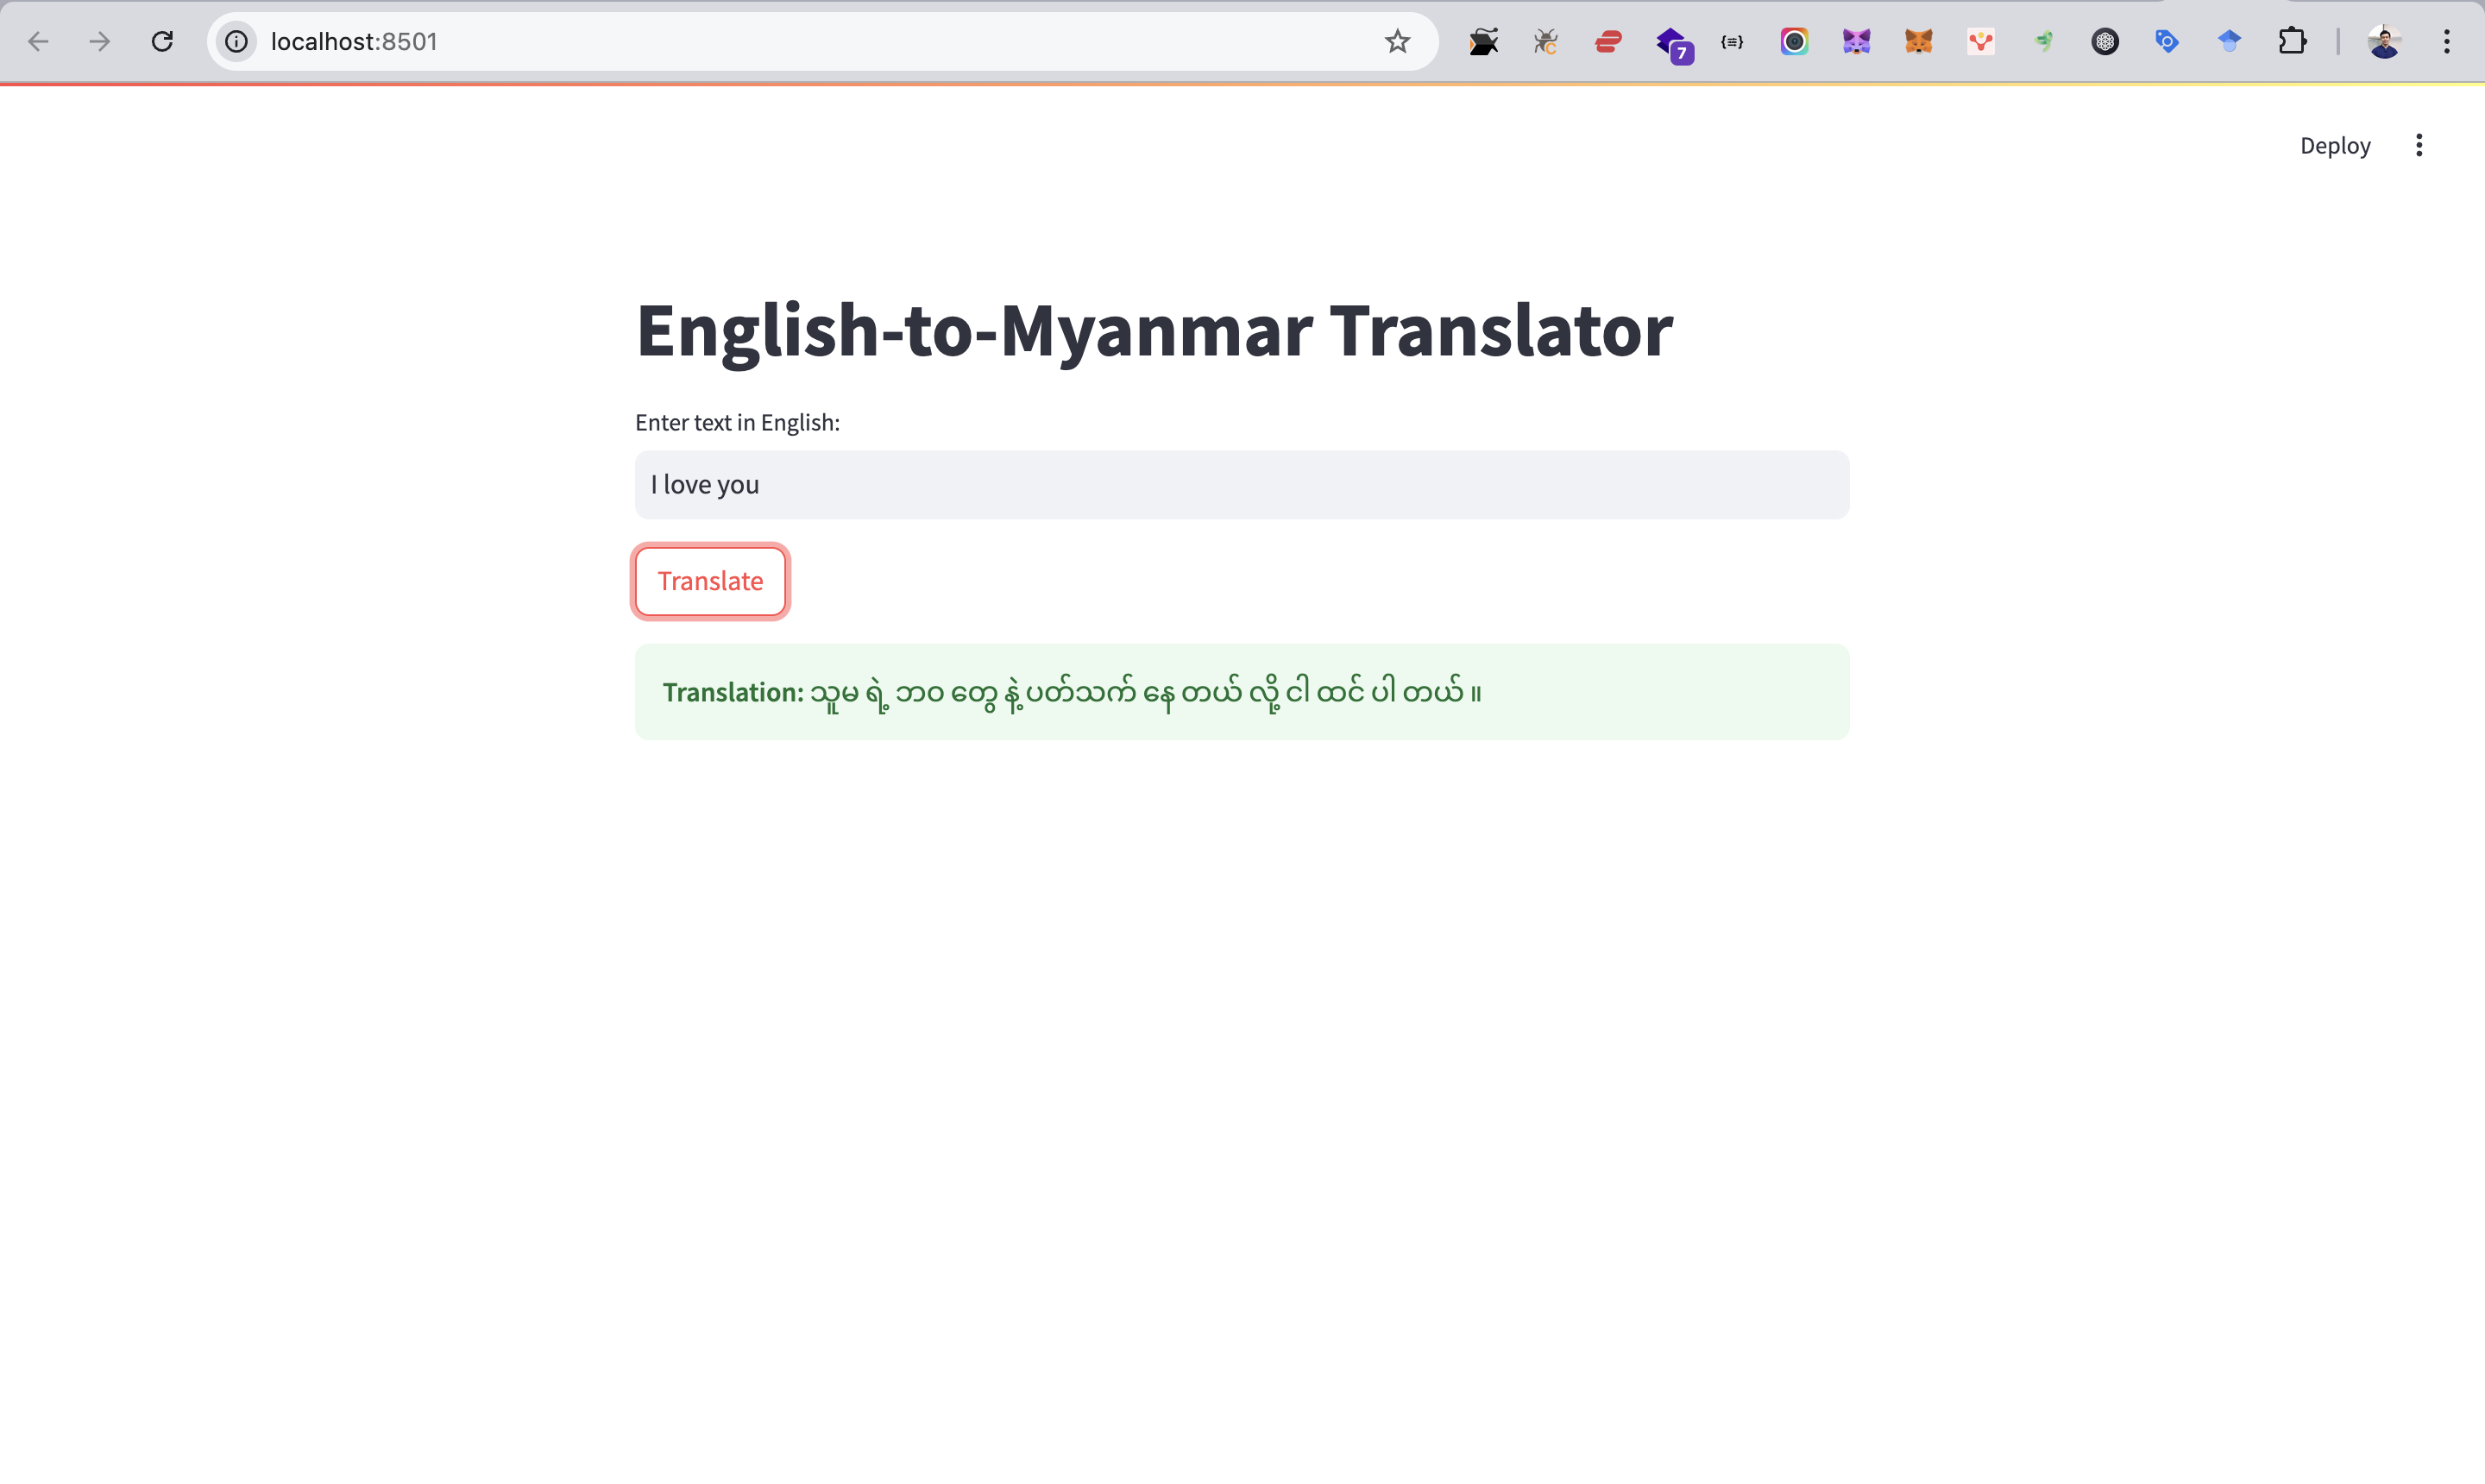 localhost:8501
7
Deploy
English-to-Myanmar Translator
Enter text in English:
I love you
Translate
Translation: သူမ ရဲ့ ဘဝ တွေ နဲ့ ပတ်သက် နေ တယ် လို့ ငါ ထင် ပါ တယ် ။